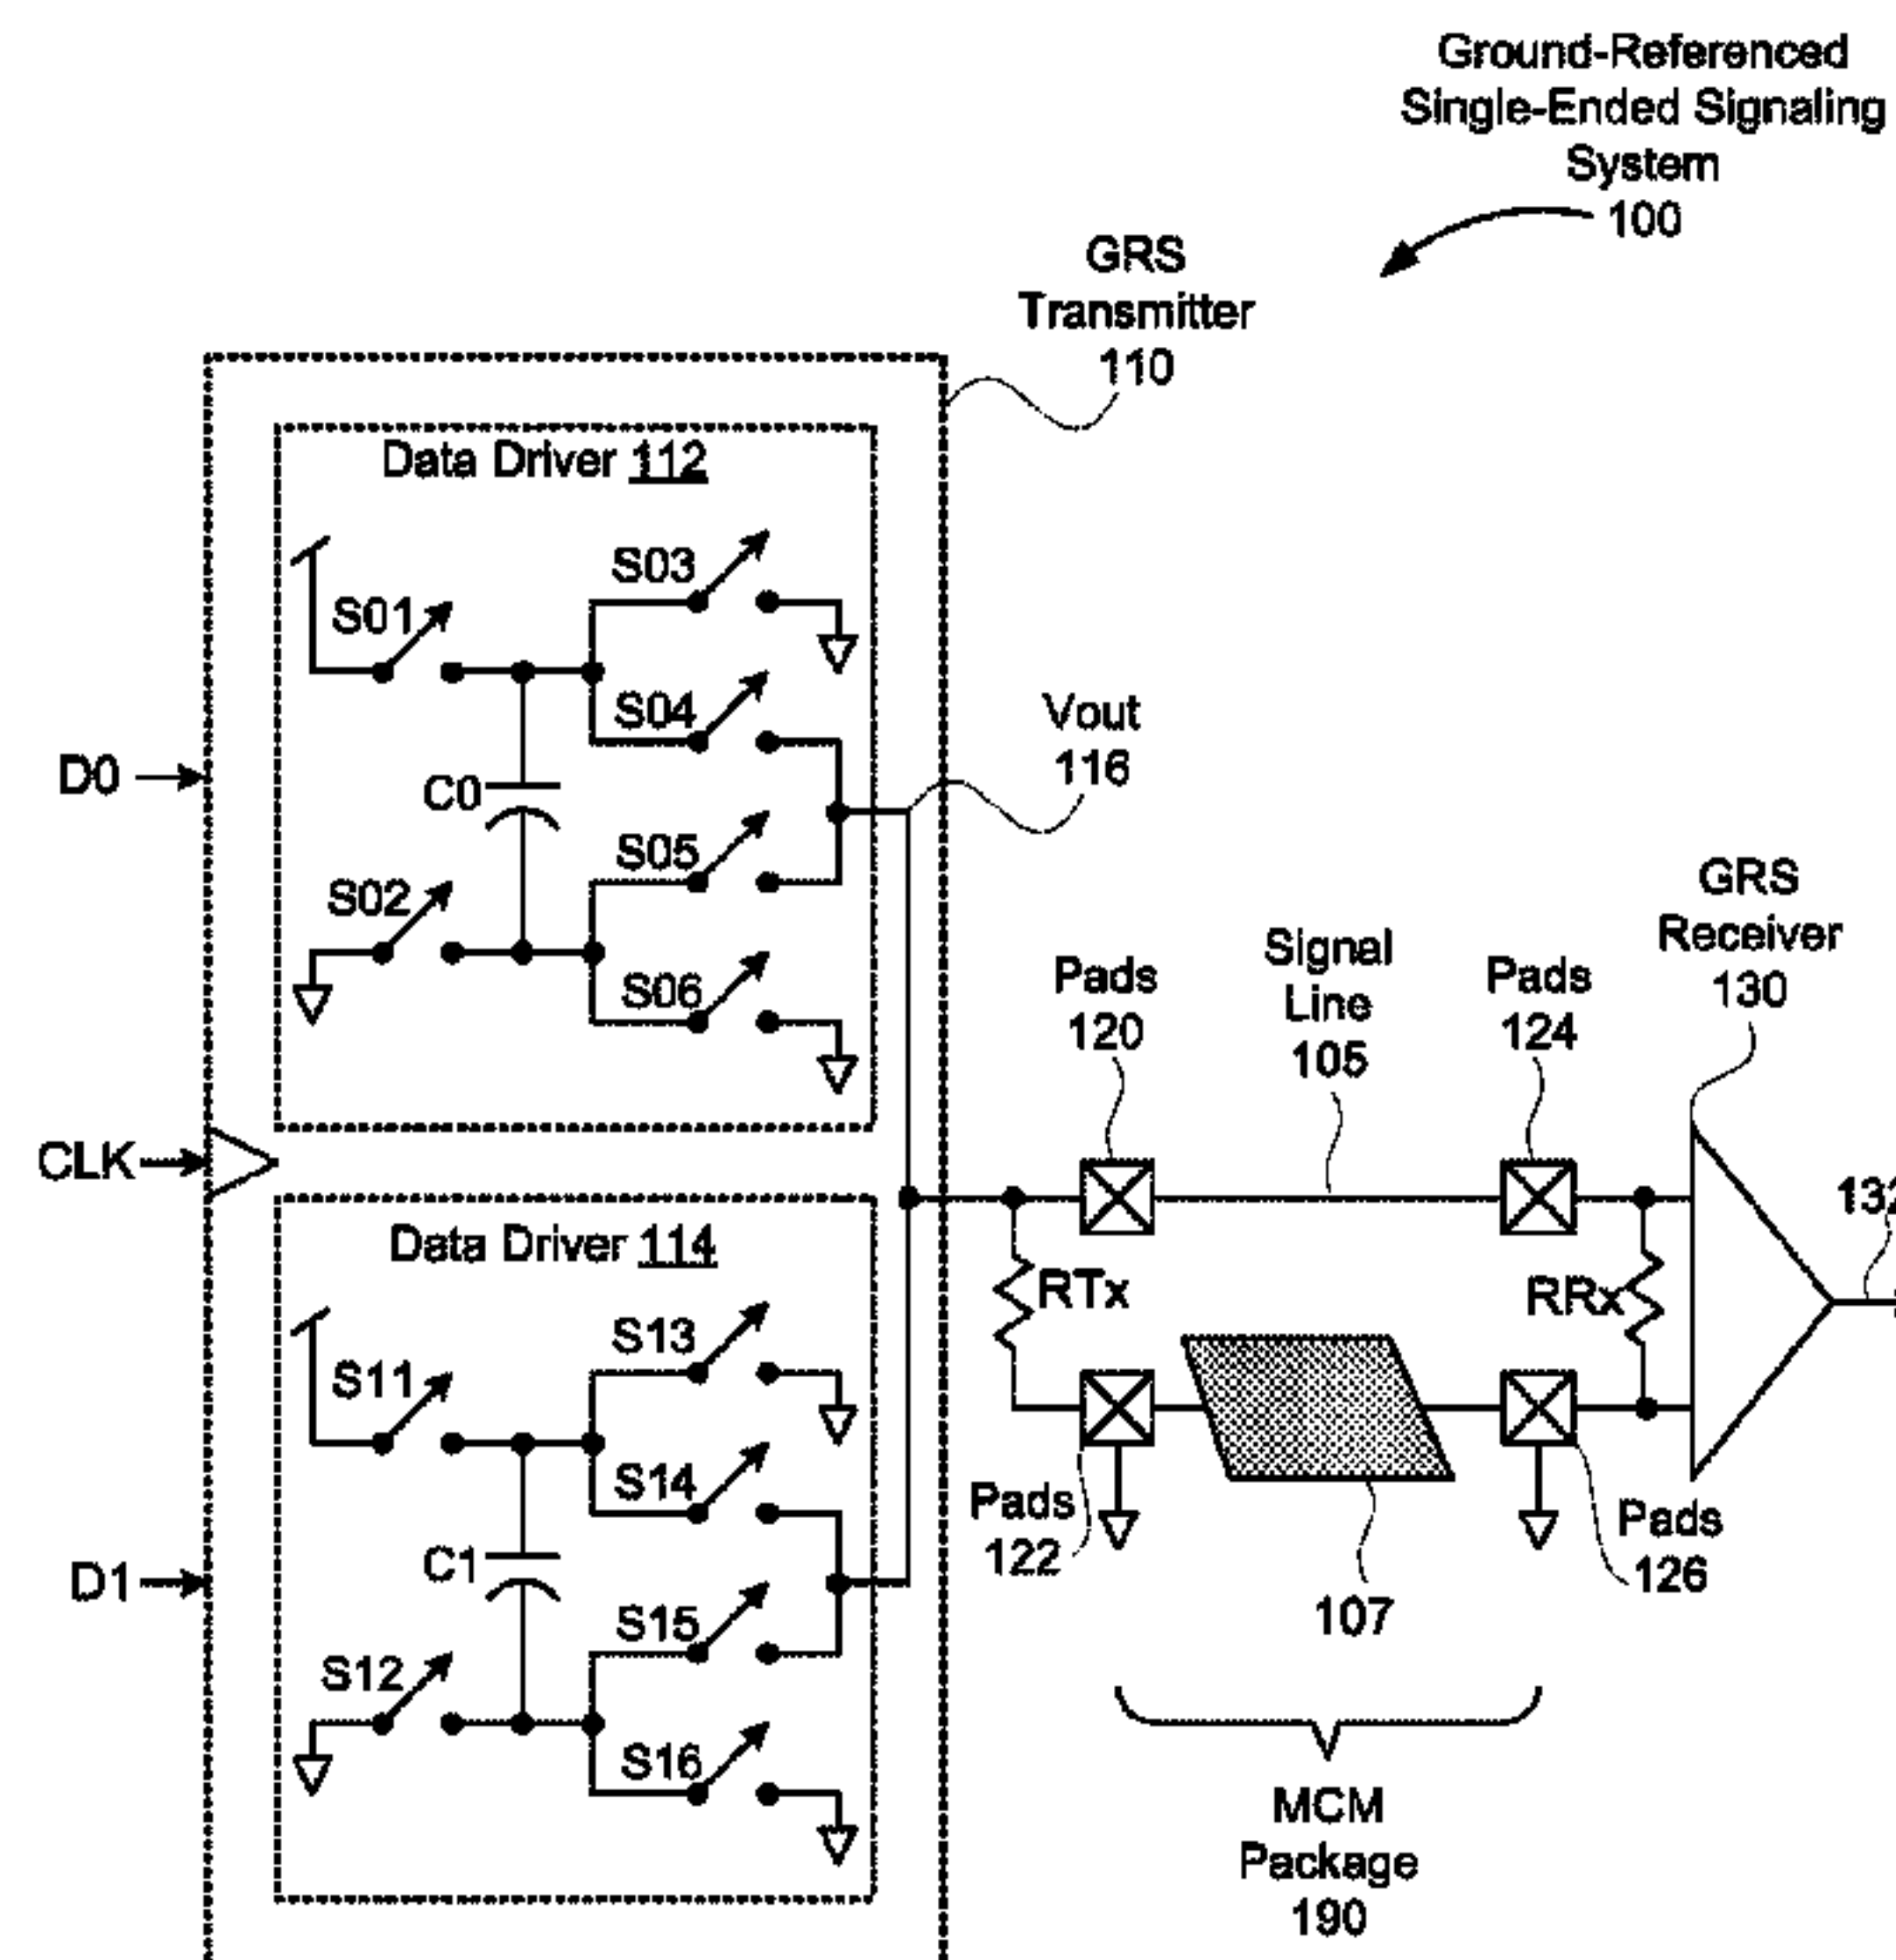 Ground-Referenced
Single-Ended Signaling
System
100
GRS
Transmitter
110
Data Driver 112
S01
S03
S04
C0
S05
S02
S06
D0
Vout
116
CLK
Data Driver 114
S11
S13
S14
C1
S15
S12
S16
D1
Pads
120
Signal
Line
105
Pads
124
GRS
Receiver
130
132
RTx
RRx
Pads
122
107
Pads
126
MCM
Package
190